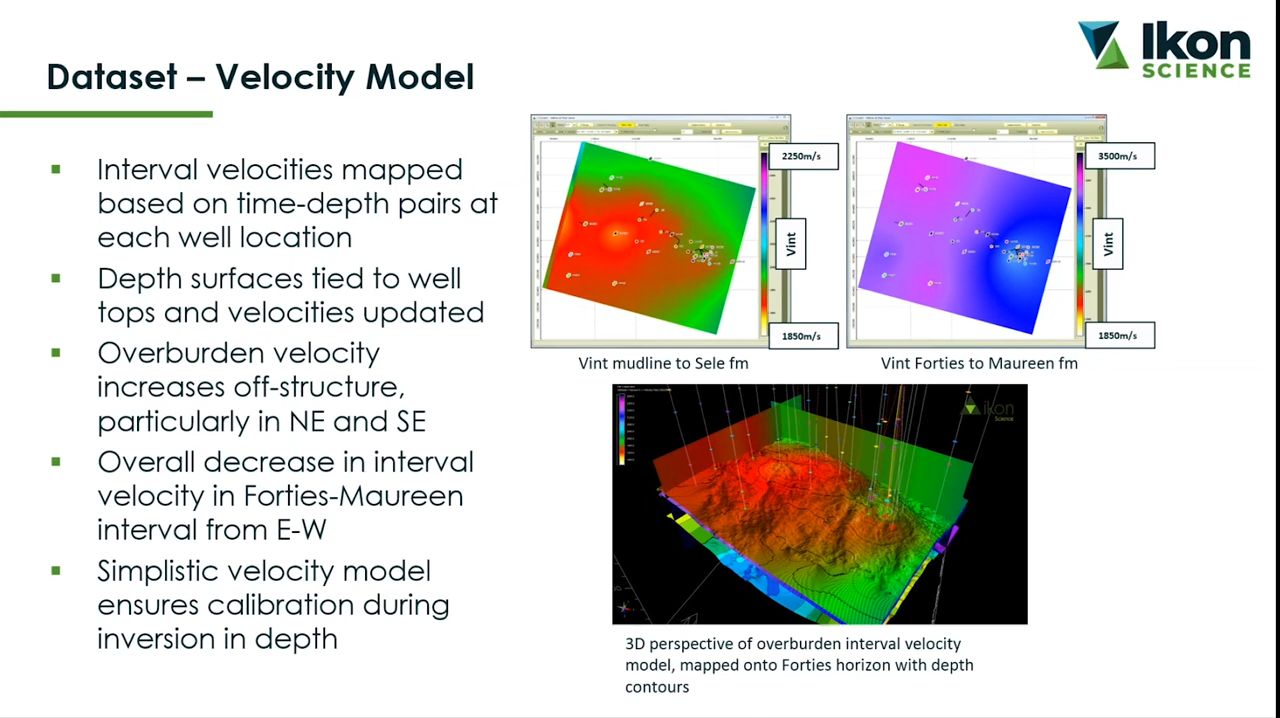 Dataset – Velocity Model
Ikon
SCIENCE
▪ Interval velocities mapped
based on time-depth pairs at
each well location
▪ Depth surfaces tied to well
tops and velocities updated
▪ Overburden velocity
increases off-structure,
particularly in NE and SE
▪ Overall decrease in interval
velocity in Forties-Maureen
interval from E-W
▪ Simplistic velocity model
ensures calibration during
inversion in depth
2250m/s
Vint
1850m/s
Vint mudline to Sele fm
3500m/s
Vint
1850m/s
Vint Forties to Maureen fm
ikon
Science
3D perspective of overburden interval velocity
model, mapped onto Forties horizon with depth
contours